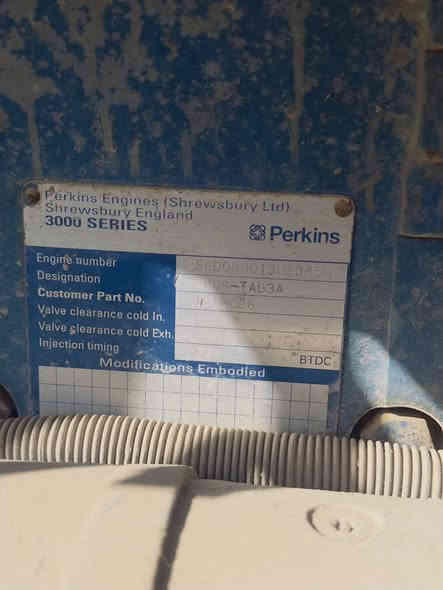 Perkins Engines (Shrewsbury Ltd)
Shrewsbury England
3000 SERIES
Perkins
Engine number
Designation
Customer Part No.
Valve clearance cold In.
Valve clearance cold Exh.
Injection timing
°BTDC
Modifications Embodied